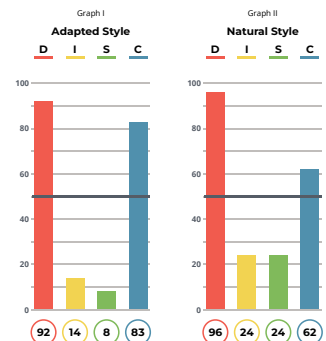 Graph I
Adapted Style
D I S C
100
80
60
40
20
0
92 14 8 83
Graph II
Natural Style
D I S C
100
80
60
40
20
0
96 24 24 62